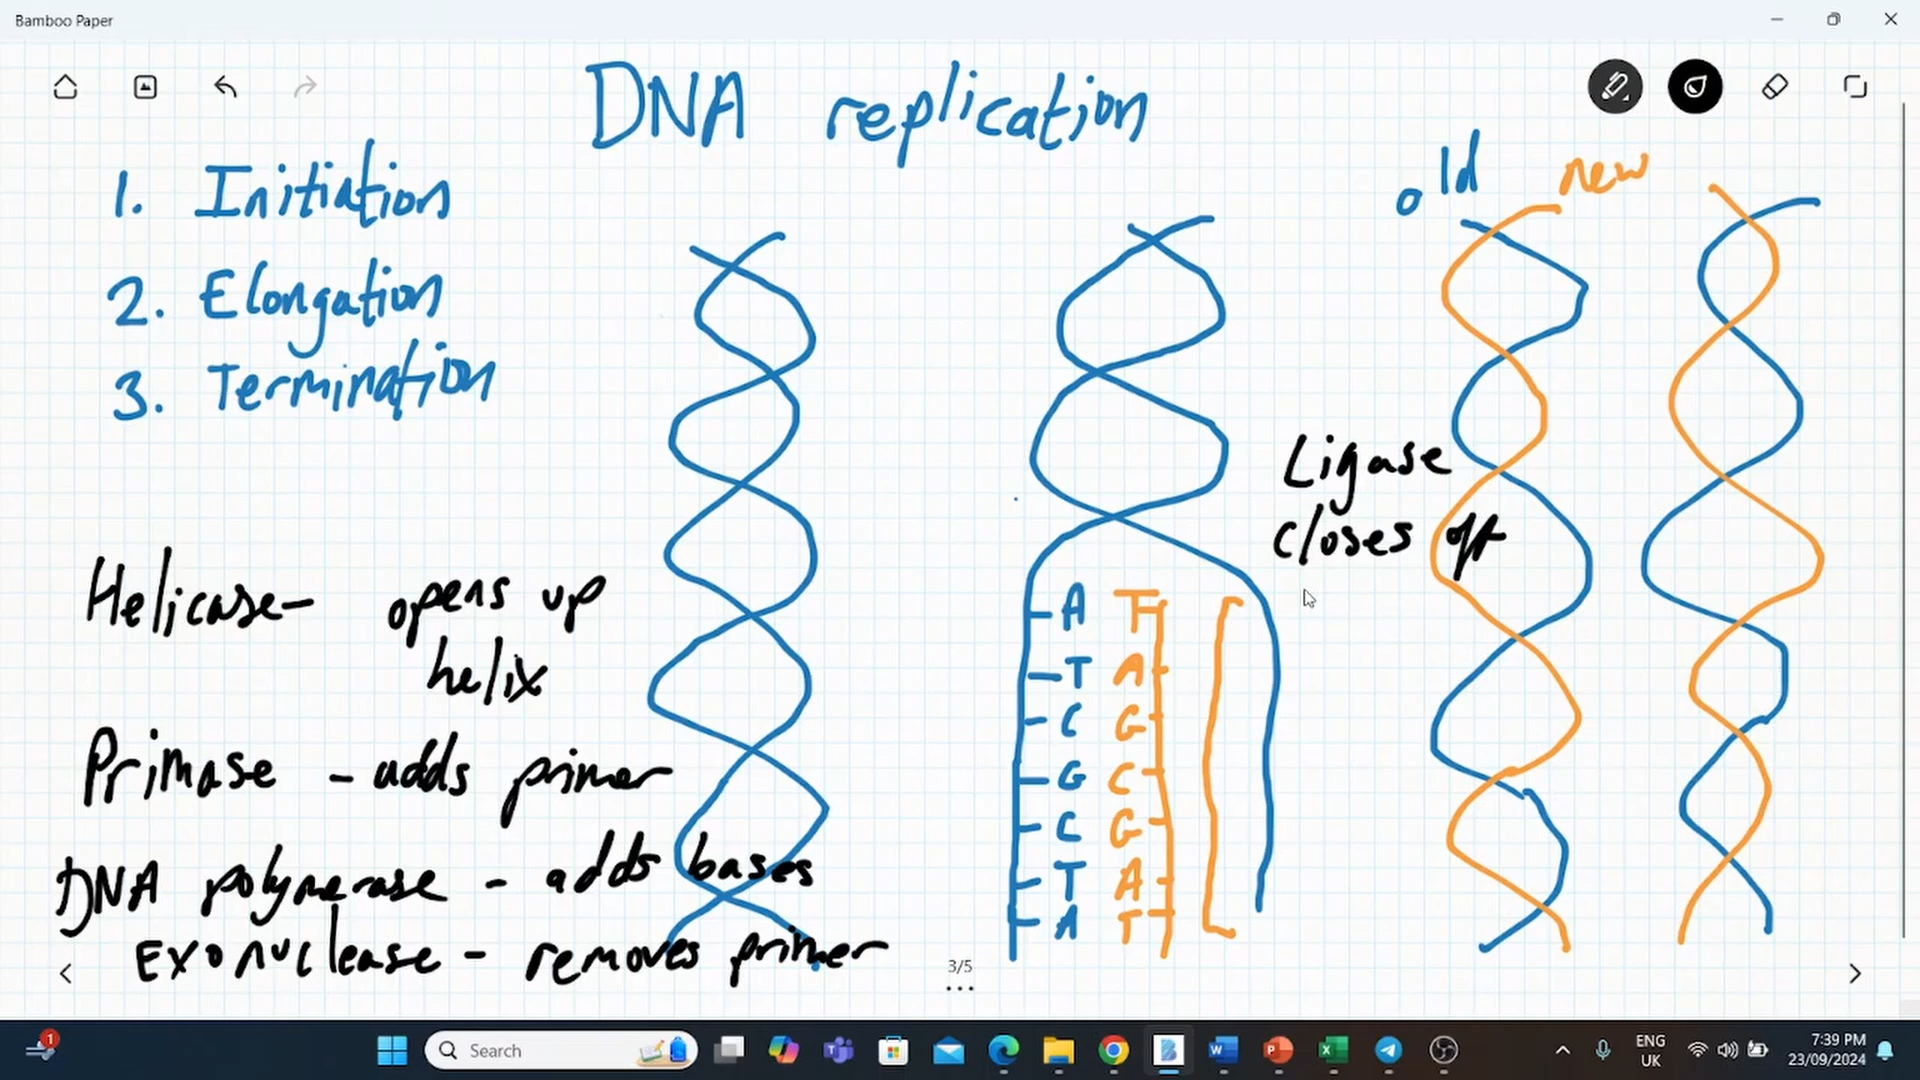 Bamboo Paper
DNA replication
1. Initiation
2. Elongation
3. Termination
old new
Helicase- opens up
helix
Primase - adds primer
DNA polymerase - adds bases
Exonuclease - removes primer
Ligase
closes off
A T
T A
C G
G C
C G
T A
A T
3/5
1
Search
ENG
UK
7:39 PM
23/09/2024